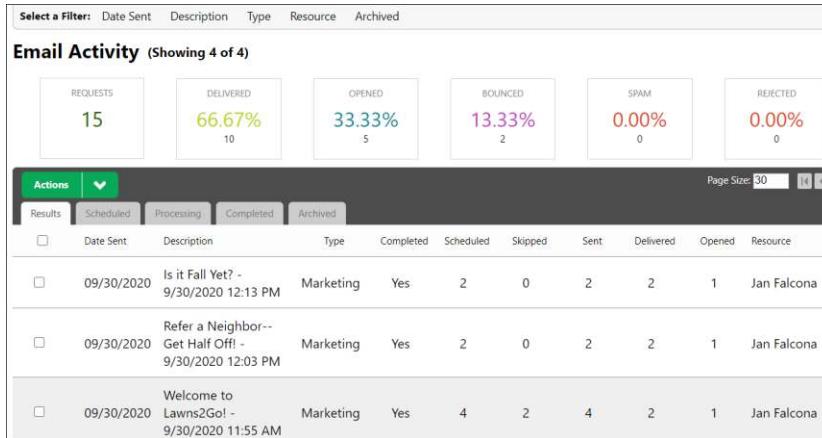 Select a Filter: Date Sent Description Type Resource Archived
Email Activity (Showing 4 of 4)
REQUESTS DELIVERED OPENED BOUNCED SPAM REJECTED
15 66.67% 33.33% 13.33% 0.00% 0.00%
10 5 2 0 0
Actions Page Size: 30
Results Scheduled Processing Completed Archived
Date Sent Description Type Completed Scheduled Skipped Sent Delivered Opened Resource
Is it Fall Yet? -
09/30/2020 9/30/2020 12:13 PM Marketing Yes 2 0 2 2 1 Jan Falcona
Refer a Neighbor--
09/30/2020 Get Half Off! - Marketing Yes 2 0 2 2 1 Jan Falcona
9/30/2020 12:03 PM
Welcome to
09/30/2020 Lawns2Go! - Marketing Yes 4 2 4 2 1 Jan Falcona
9/30/2020 11:55 AM